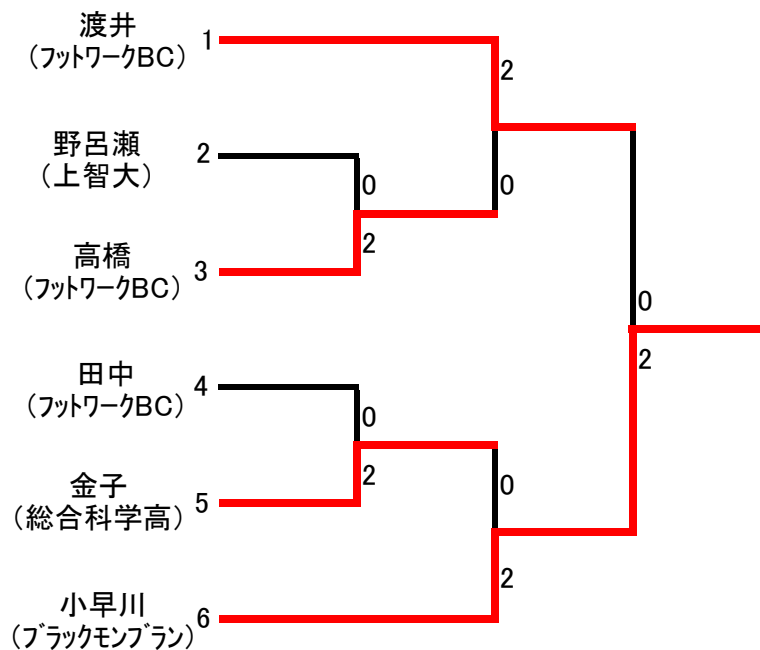 渡井
(フットワークBC)
1
2
野呂瀬
(上智大)
2
0
0
高橋
(フットワークBC)
3
2
0
田中
(フットワークBC)
4
2
0
金子
(総合科学高)
5
2
0
小早川
(ブラックモンブラン)
6
2